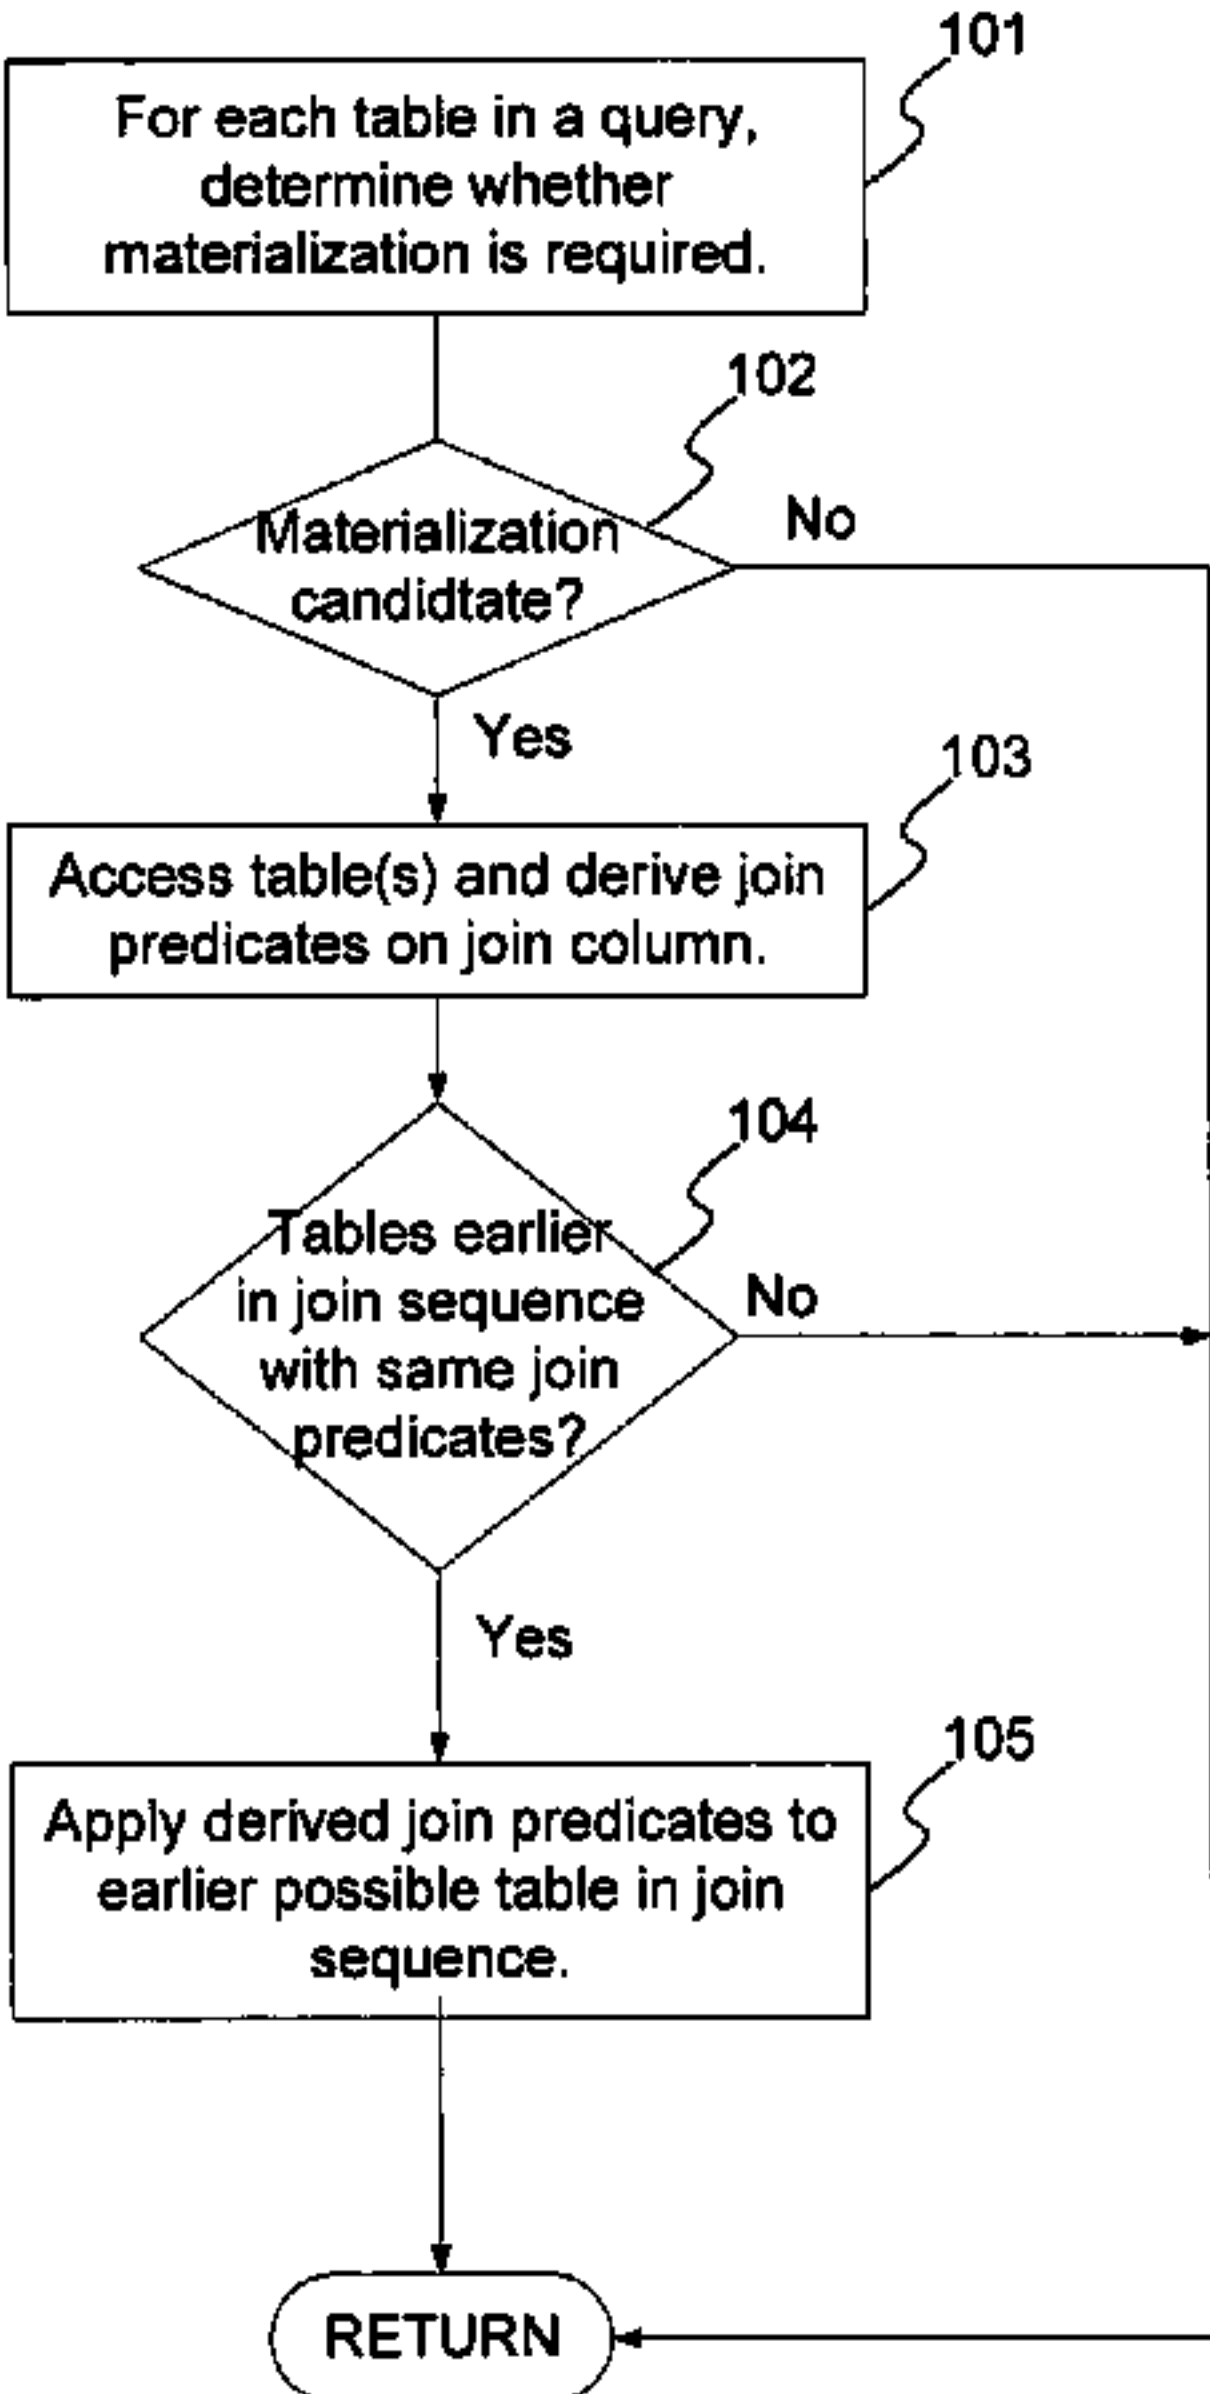 101
For each table in a query,
determine whether
materialization is required.
102
No
Materialization
candidtate?
Yes
103
Access table(s) and derive join
predicates on join column.
104
Tables earlier
in join sequence
No
with same join
predicates?
Yes
105
Apply derived join predicates to
earlier possible table in join
sequence.
RETURN